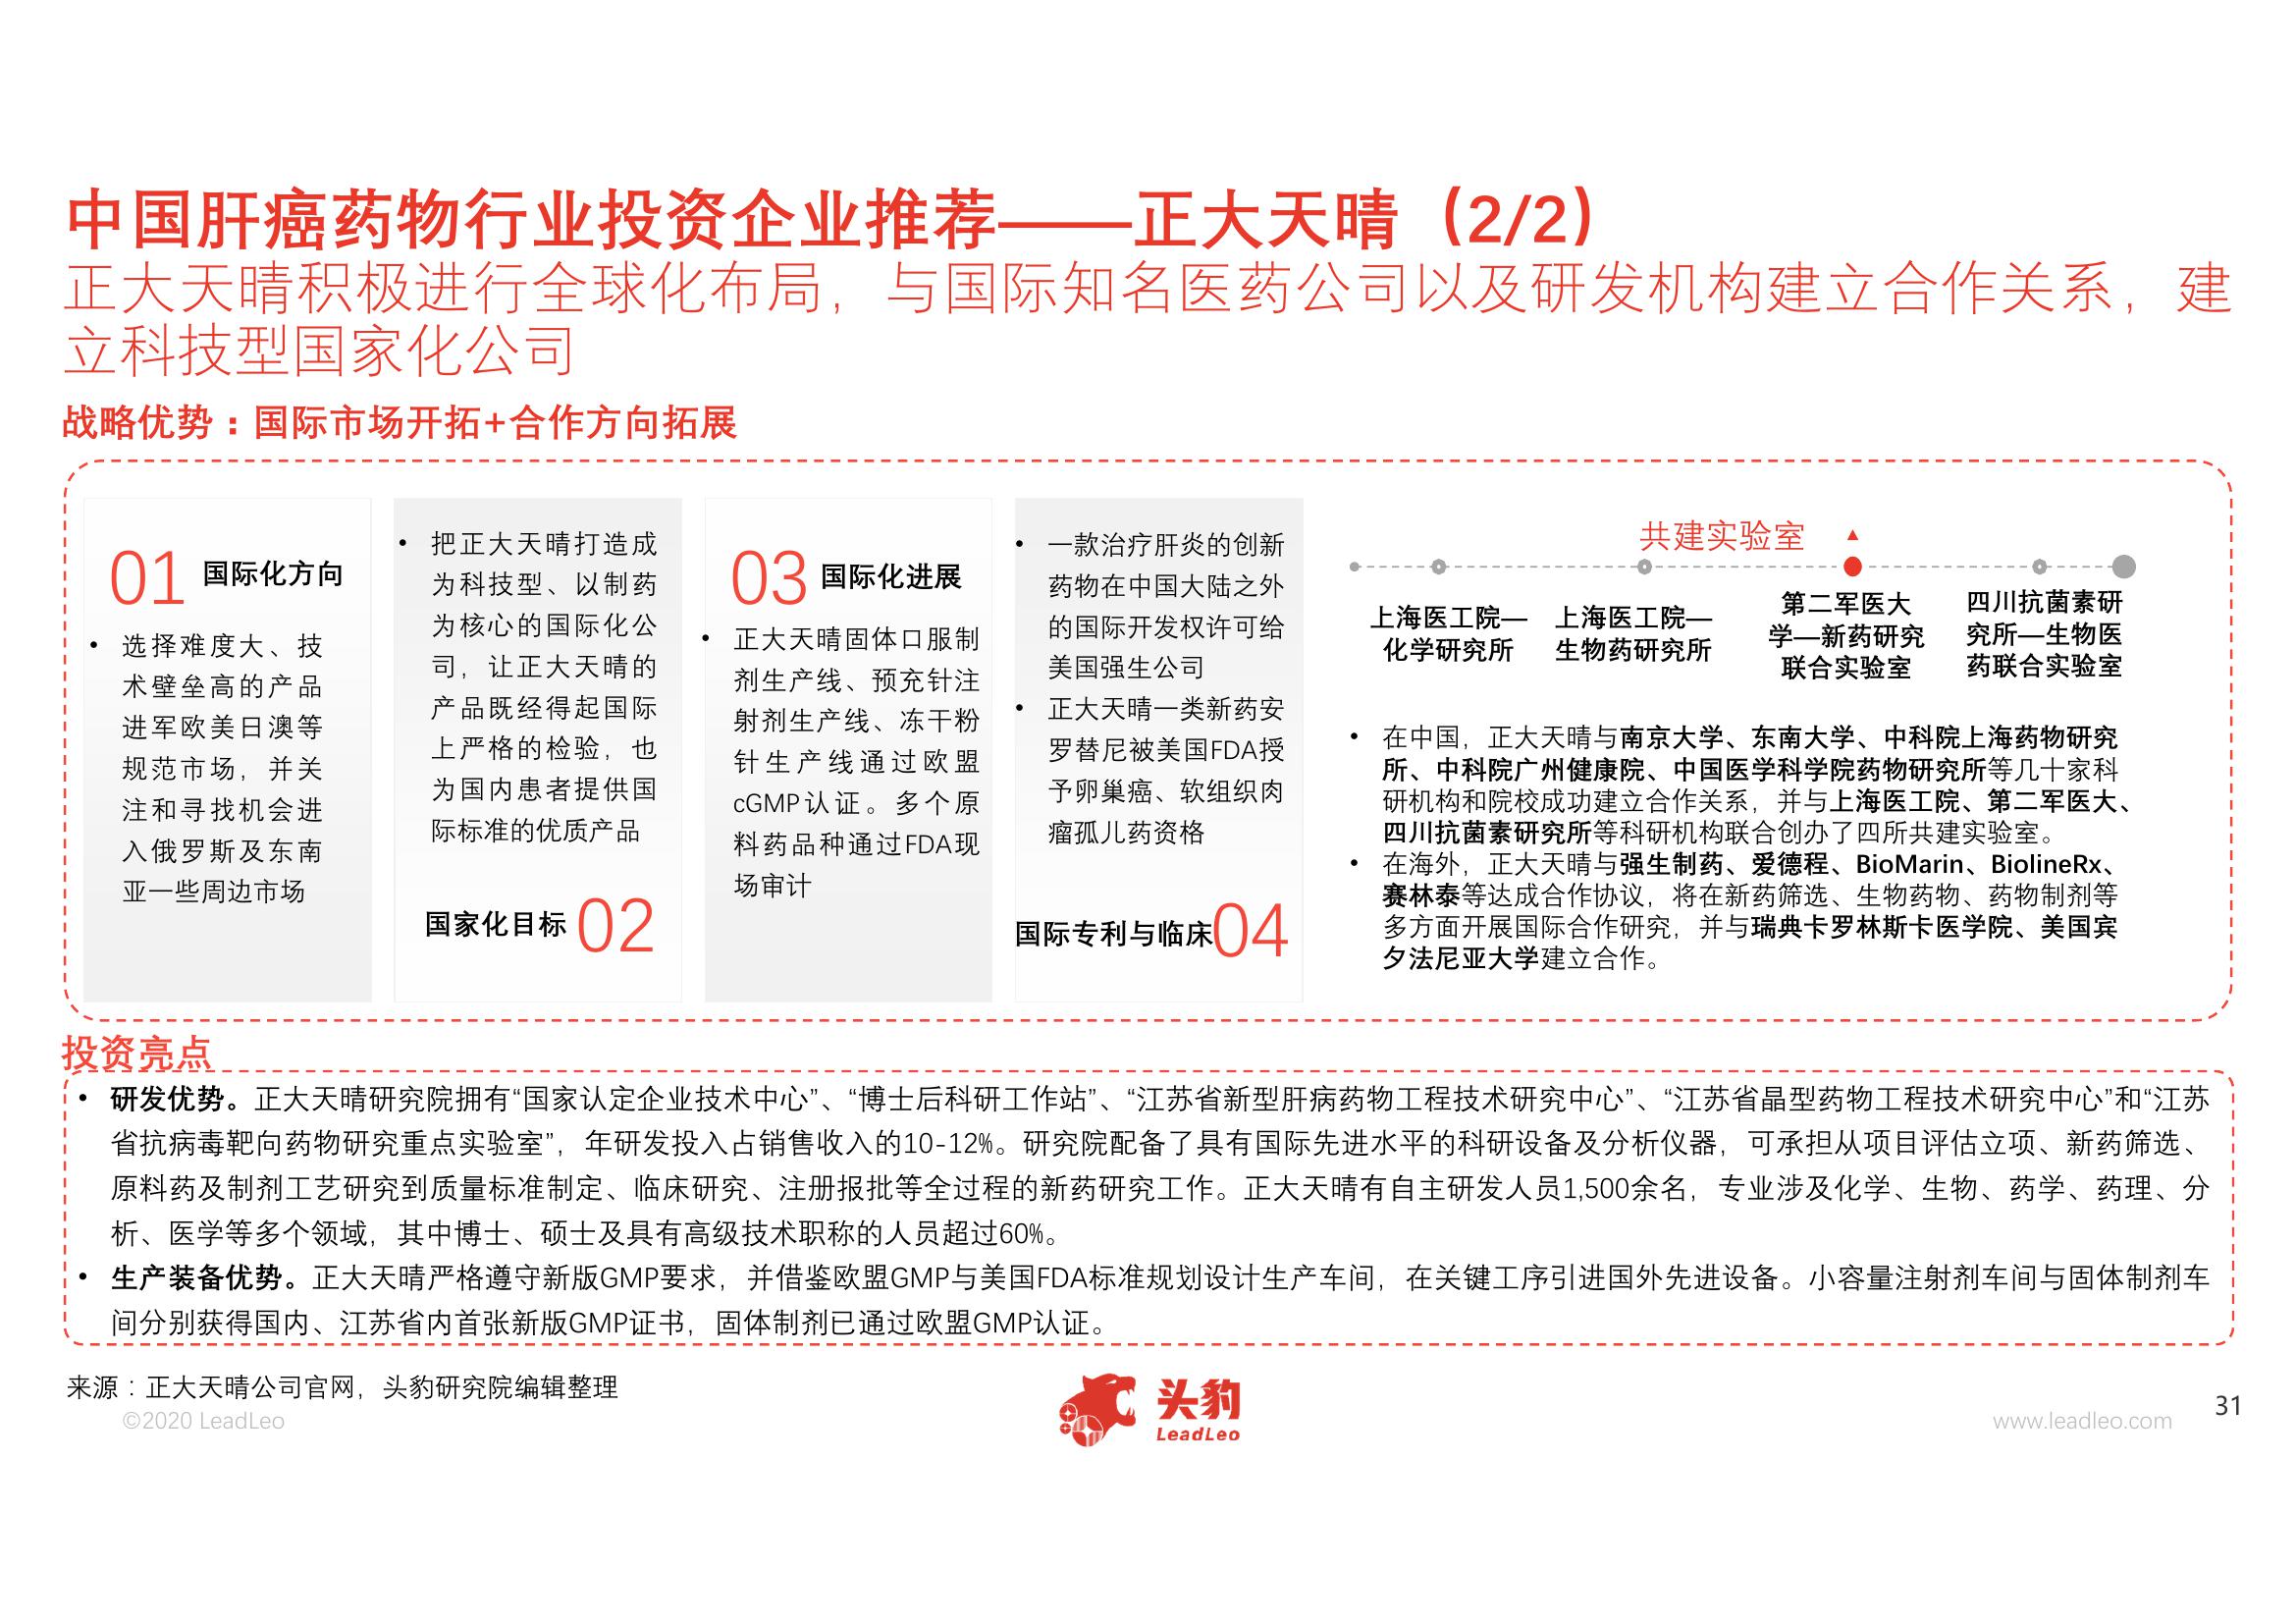 中国肝癌药物行业投资企业推荐——正大天晴（2/2）
正大天晴积极进行全球化布局，与国际知名医药公司以及研发机构建立合作关系，建
立科技型国家化公司
战略优势：国际市场开拓+合作方向拓展
01 国际化方向
• 选择难度大、技
术壁垒高的产品
进军欧美日澳等
规范市场，并关
注和寻找机会进
入俄罗斯及东南
亚一些周边市场
• 把正大天晴打造成
为科技型、以制药
为核心的国际化公
司，让正大天晴的
产品既经得起国际
上严格的检验，也
为国内患者提供国
际标准的优质产品
国家化目标 02
03 国际化进展
• 正大天晴固体口服制
剂生产线、预充针注
射剂生产线、冻干粉
针生产线通过欧盟
cGMP认证。多个原
料药品种通过FDA现
场审计
• 一款治疗肝炎的创新
药物在中国大陆之外
的国际开发权许可给
美国强生公司
• 正大天晴一类新药安
罗替尼被美国FDA授
予卵巢癌、软组织肉
瘤孤儿药资格
国际专利与临床04
共建实验室
上海医工院—
化学研究所
上海医工院—
生物药研究所
第二军医大
学—新药研究
联合实验室
四川抗菌素研
究所—生物医
药联合实验室
• 在中国，正大天晴与南京大学、东南大学、中科院上海药物研究
所、中科院广州健康院、中国医学科学院药物研究所等几十家科
研机构和院校成功建立合作关系，并与上海医工院、第二军医大、
四川抗菌素研究所等科研机构联合创办了四所共建实验室。
• 在海外，正大天晴与强生制药、爱德程、BioMarin、BiolineRx、
赛林泰等达成合作协议，将在新药筛选、生物药物、药物制剂等
多方面开展国际合作研究，并与瑞典卡罗林斯卡医学院、美国宾
夕法尼亚大学建立合作。
投资亮点
• 研发优势。正大天晴研究院拥有“国家认定企业技术中心”、“博士后科研工作站”、“江苏省新型肝病药物工程技术研究中心”、“江苏省晶型药物工程技术研究中心”和“江苏
省抗病毒靶向药物研究重点实验室”，年研发投入占销售收入的10-12%。研究院配备了具有国际先进水平的科研设备及分析仪器，可承担从项目评估立项、新药筛选、
原料药及制剂工艺研究到质量标准制定、临床研究、注册报批等全过程的新药研究工作。正大天晴有自主研发人员1,500余名，专业涉及化学、生物、药学、药理、分
析、医学等多个领域，其中博士、硕士及具有高级技术职称的人员超过60%。
• 生产装备优势。正大天晴严格遵守新版GMP要求，并借鉴欧盟GMP与美国FDA标准规划设计生产车间，在关键工序引进国外先进设备。小容量注射剂车间与固体制剂车
间分别获得国内、江苏省内首张新版GMP证书，固体制剂已通过欧盟GMP认证。
来源：正大天晴公司官网，头豹研究院编辑整理
©2020 LeadLeo
头豹
LeadLeo
www.leadleo.com
31